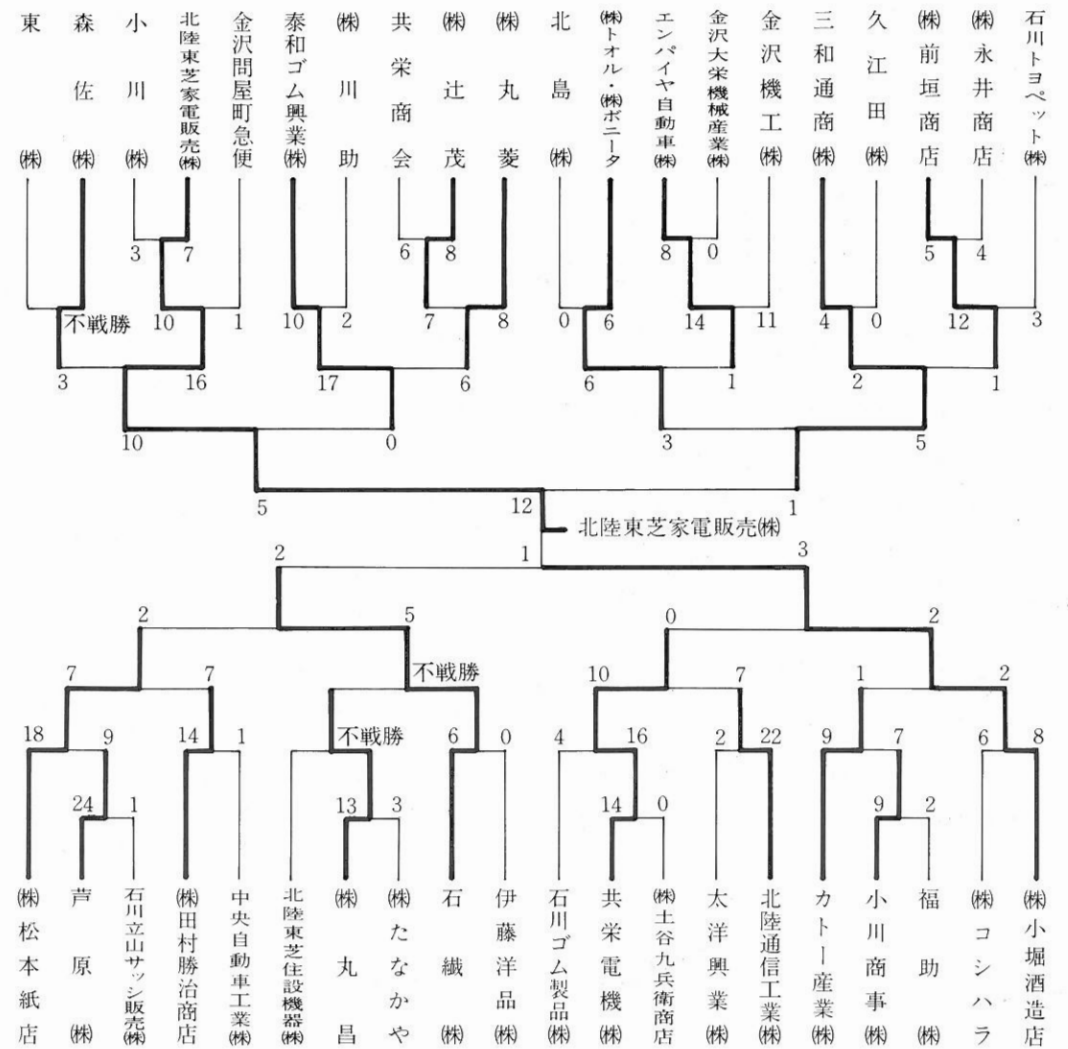 東㈱
森佐㈱
小川㈱
北陸東芝家電販売㈱
金沢問屋町急便
泰和ゴム興業㈱
㈱川助
共栄商会
㈱辻茂
㈱丸菱
北島㈱
㈱トオル・㈱ボニータ
エンパイヤ自動車㈱
金沢大栄機械産業㈱
金沢機工㈱
三和通商㈱
久江田㈱
㈱前垣商店
㈱永井商店
石川トヨペット㈱
3 7 6 8 8 0 5 4
不戦勝 10 1 10 2 7 8 0 6 14 11 4 0 12 3
3 16 17 6 6 1 2 1
10 0 3 5
5 12 1
北陸東芝家電販売㈱
2 1 3
2 5 0 2
7 7 不戦勝 10 7 1 2
18 9 14 1 不戦勝 6 0 4 16 2 22 9 7 6 8
24 1 13 3 14 0 9 2
㈱松本紙店
芦原㈱
石川立山サッシ販売㈱
㈱田村勝治商店
中央自動車工業㈱
北陸東芝住設機器㈱
㈱丸昌
㈱たなかや
石繊㈱
伊藤洋品㈱
石川ゴム製品㈱
共栄電機㈱
㈱土谷九兵衛商店
太洋興業㈱
北陸通信工業㈱
カトー産業㈱
小川商事㈱
福助㈱
㈱コシハラ
㈱小堀酒造店